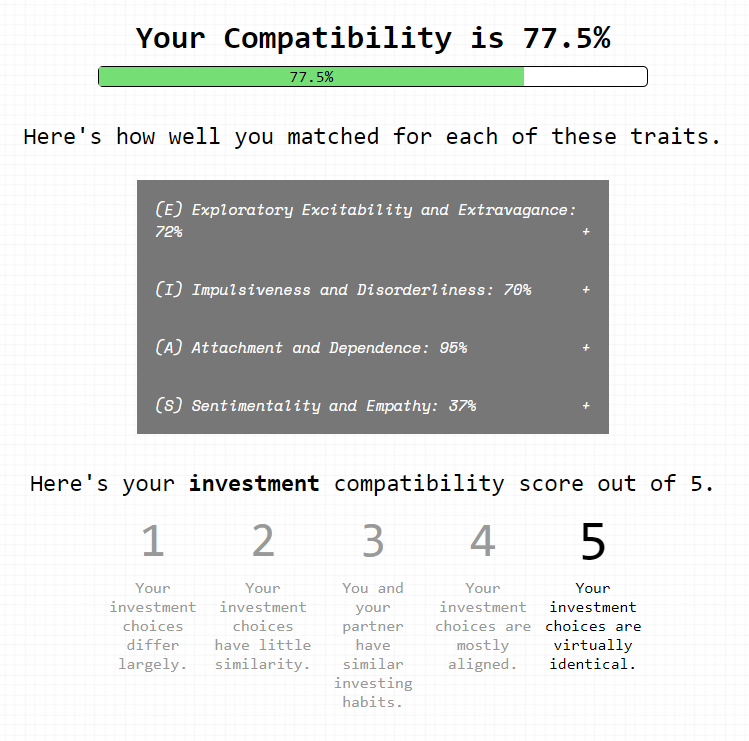 Your Compatibility is 77.5%
77.5%
Here's how well you matched for each of these traits.
(E) Exploratory Excitability and Extravagance:
72% +
(I) Impulsiveness and Disorderliness: 70% +
(A) Attachment and Dependence: 95% +
(S) Sentimentality and Empathy: 37% +
Here's your investment compatibility score out of 5.
1
Your
investment
choices
differ
largely.
2
Your
investment
choices
have little
similarity.
3
You and
your
partner
have
similar
investing
habits.
4
Your
investment
choices are
mostly
aligned.
5
Your
investment
choices are
virtually
identical.